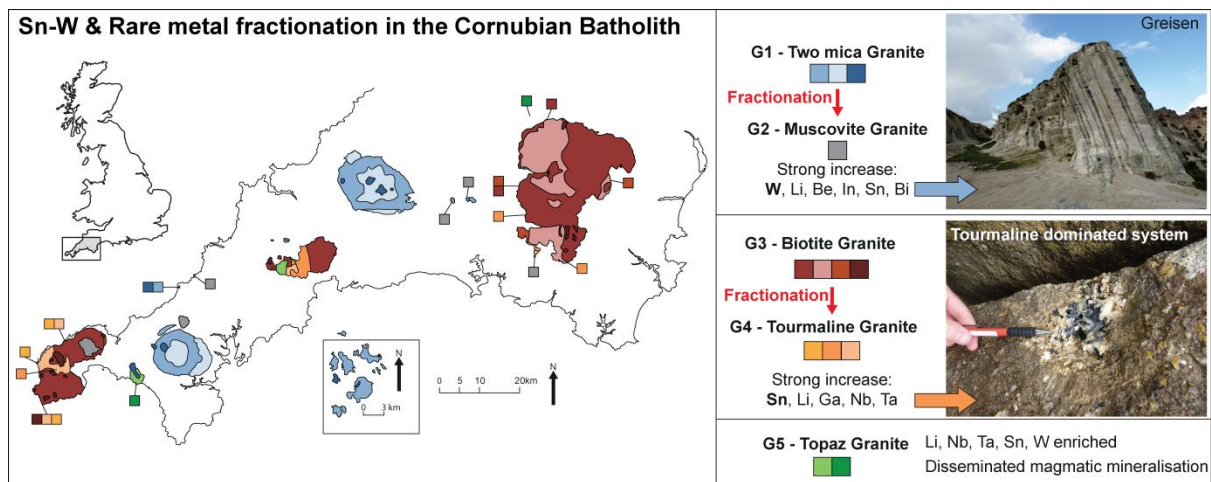 Sn-W & Rare metal fractionation in the Cornubian Batholith
N
0 3 km
0 5 10 20km
N
G1 - Two mica Granite
Fractionation
G2 - Muscovite Granite
Strong increase:
W, Li, Be, In, Sn, Bi
Greisen
G3 - Biotite Granite
Fractionation
G4 - Tourmaline Granite
Strong increase:
Sn, Li, Ga, Nb, Ta
Tourmaline dominated system
G5 - Topaz Granite
Li, Nb, Ta, Sn, W enriched
Disseminated magmatic mineralisation